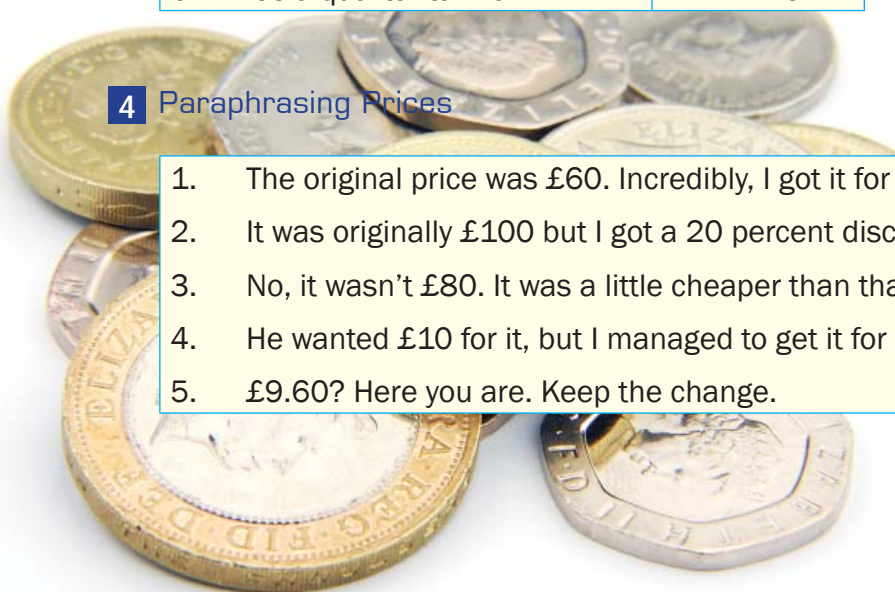 4 Paraphrasing Prices
1. The original price was £60. Incredibly, I got it for
2. It was originally £100 but I got a 20 percent
3. No, it wasn't £80. It was a little cheaper than
4. He wanted £10 for it, but I managed to get it for
5. £9.60? Here you are. Keep the change.